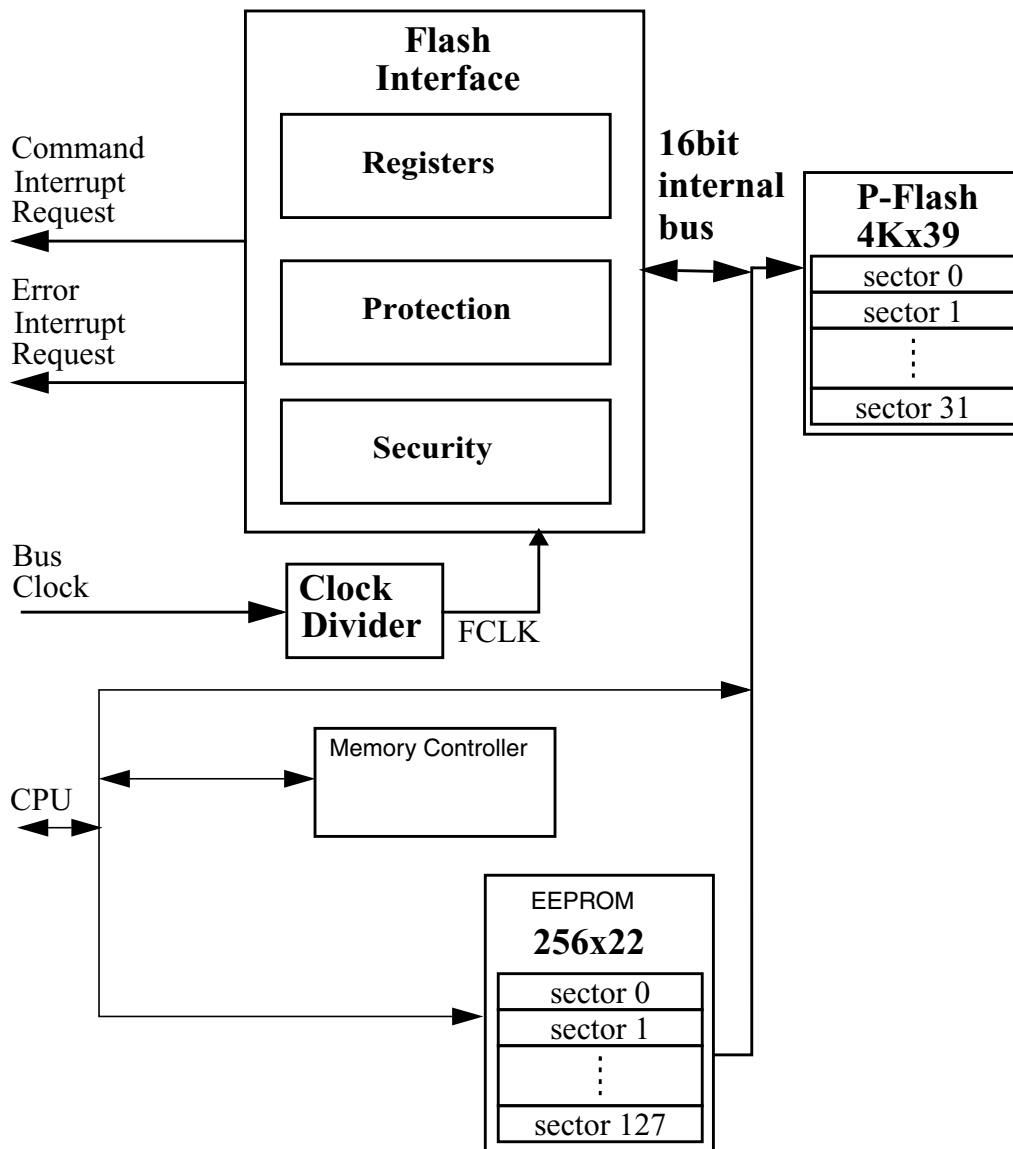 Flash
Interface
Registers
Protection
Security
Command
Interrupt
Request
Error
Interrupt
Request
16bit
internal
bus
P-Flash
4Kx39
sector 0
sector 1
sector 31
Bus
Clock
Clock
Divider
FCLK
Memory Controller
CPU
EEPROM
256x22
sector 0
sector 1
sector 127